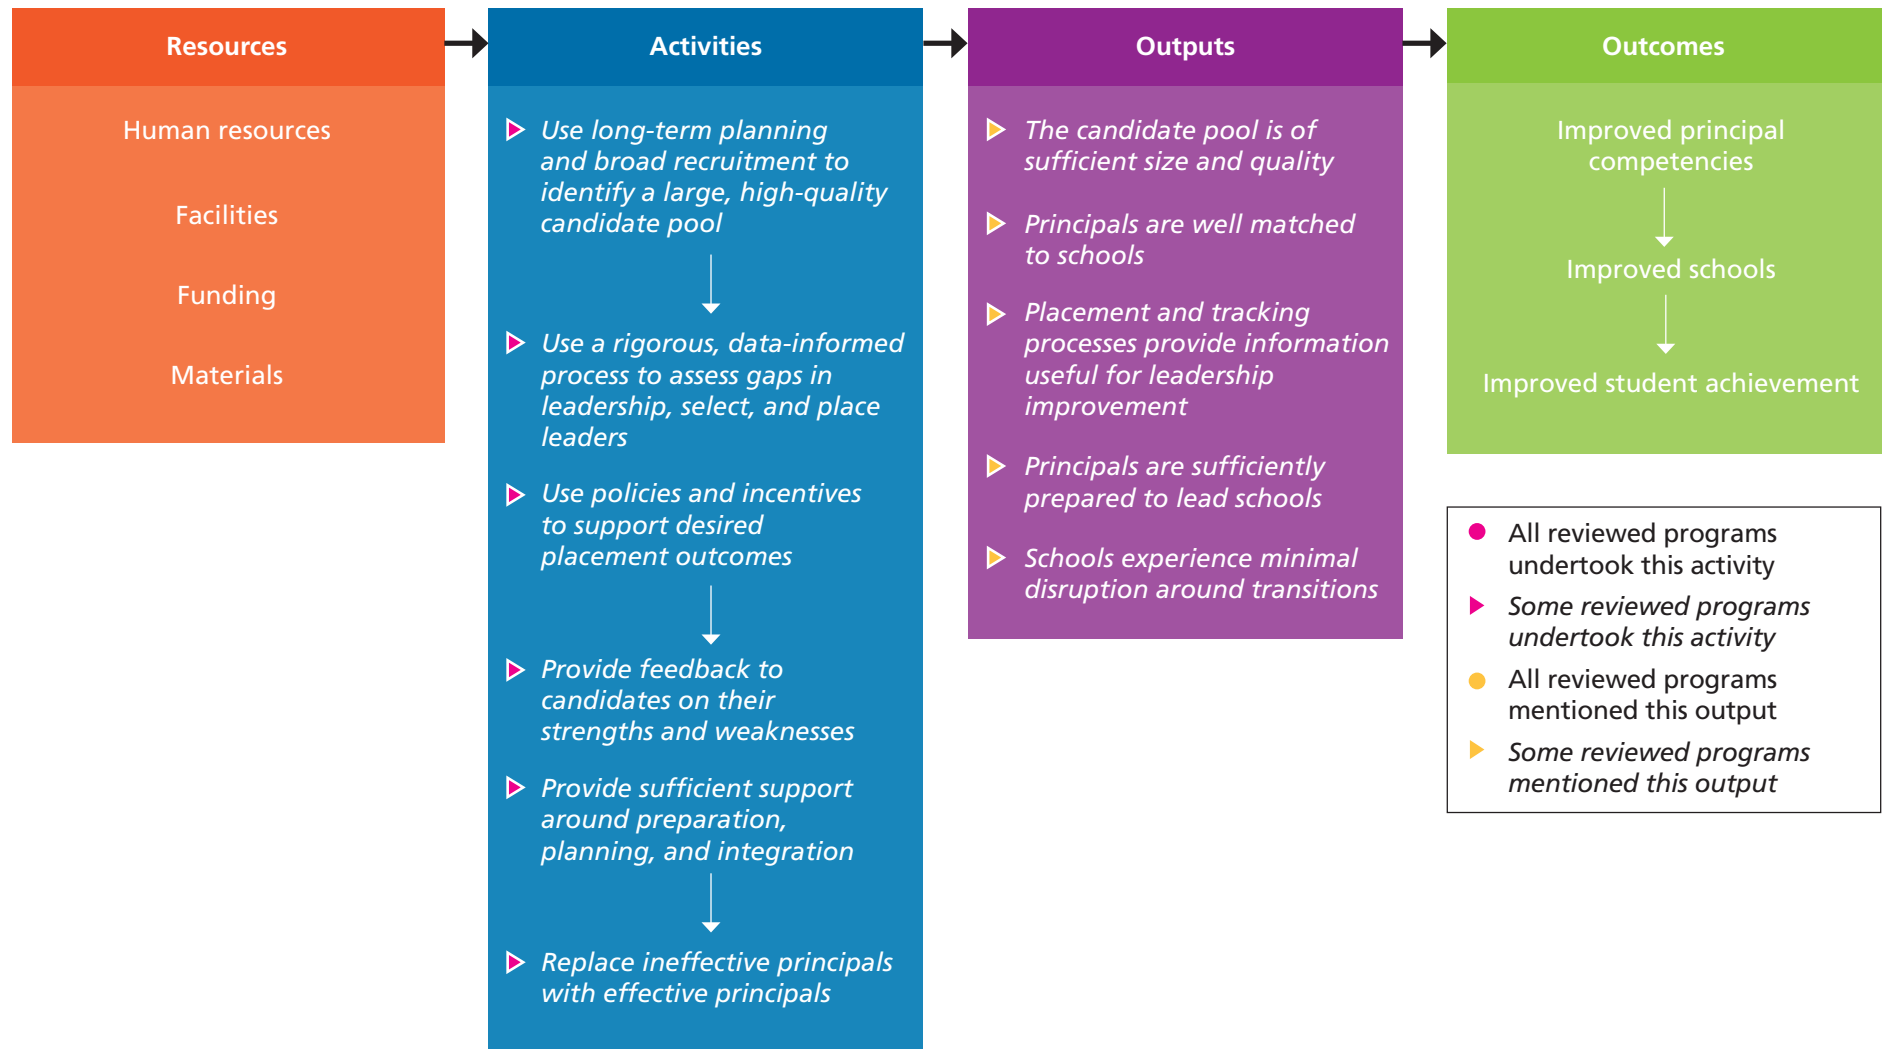 Resources
Human resources
Facilities
Funding
Materials
Activities
Use long-term planning
and broad recruitment to
identify a large, high-quality
candidate pool
Use a rigorous, data-informed
process to assess gaps in
leadership, select, and place
leaders
Use policies and incentives
to support desired
placement outcomes
Provide feedback to
candidates on their
strengths and weaknesses
Provide sufficient support
around preparation,
planning, and integration
Replace ineffective principals
with effective principals
Outputs
The candidate pool is of
sufficient size and quality
Principals are well matched
to schools
Placement and tracking
processes provide information
useful for leadership
improvement
Principals are sufficiently
prepared to lead schools
Schools experience minimal
disruption around transitions
Outcomes
Improved principal
competencies
Improved schools
Improved student achievement
All reviewed programs
undertook this activity
Some reviewed programs
undertook this activity
All reviewed programs
mentioned this output
Some reviewed programs
mentioned this output